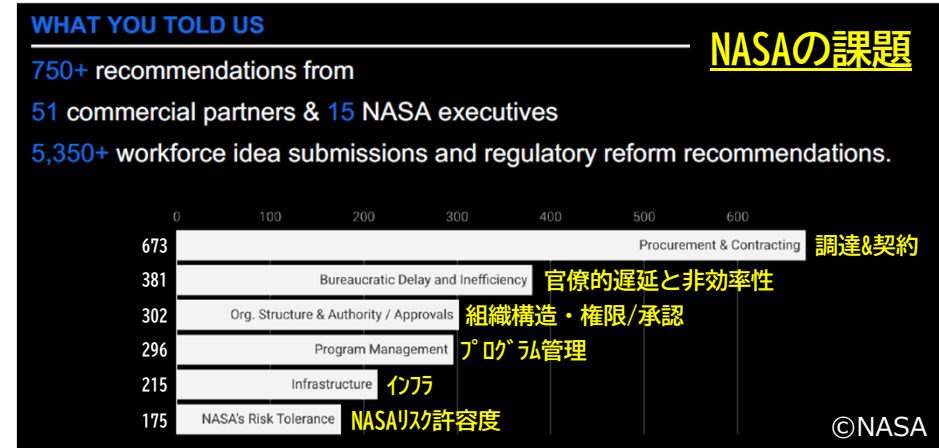 WHAT YOU TOLD US
NASAの課題
750+ recommendations from
51 commercial partners & 15 NASA executives
5,350+ workforce idea submissions and regulatory reform recommendations.
0 100 200 300 400 500 600
673 Procurement & Contracting 調達&契約
381 Bureaucratic Delay and Inefficiency 官僚的遅延と非効率性
302 Org. Structure & Authority / Approvals 組織構造・権限/承認
296 Program Management ﾌﾟﾛｸﾞﾗﾑ管理
215 Infrastructure ｲﾝﾌﾗ
175 NASA's Risk Tolerance NASAﾘｽｸ許容度
©NASA